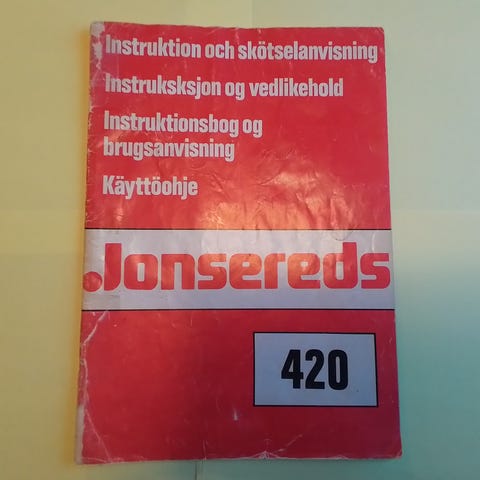 Instruktion och skötselanvisning
Instruksksjon og vedlikehold
Instruktionsbog og
brugsanvisning
Käyttöohje
Jonsereds
420